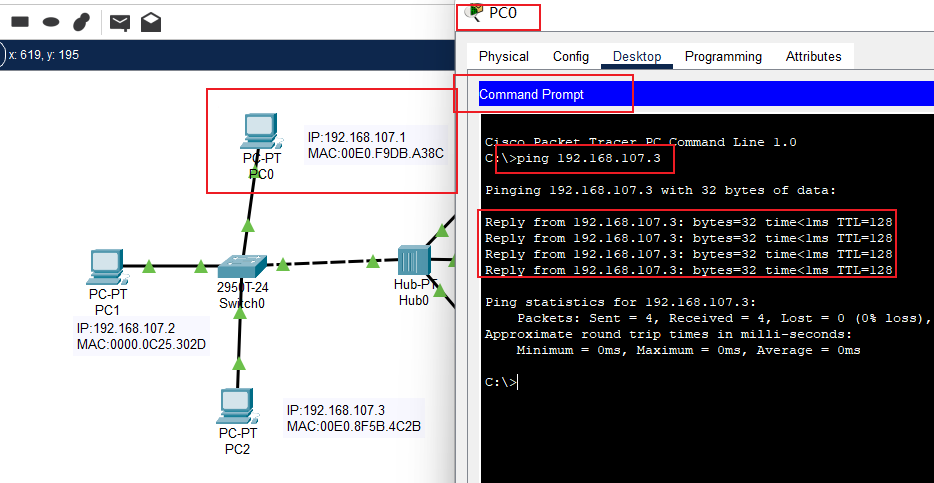 x: 619, y: 195
PC-PT
PC0
IP:192.168.107.1
MAC:00E0.F9DB.A38C
PC-PT
PC1
IP:192.168.107.2
MAC:0000.0C25.302D
2950T-24
Switch0
Hub-PT
Hub0
PC-PT
PC2
IP:192.168.107.3
MAC:00E0.8F5B.4C2B
PC0
Physical Config Desktop Programming Attributes
Command Prompt
Cisco Packet Tracer PC Command Line 1.0
C:\>ping 192.168.107.3
Pinging 192.168.107.3 with 32 bytes of data:
Reply from 192.168.107.3: bytes=32 time<1ms TTL=128
Reply from 192.168.107.3: bytes=32 time<1ms TTL=128
Reply from 192.168.107.3: bytes=32 time<1ms TTL=128
Reply from 192.168.107.3: bytes=32 time<1ms TTL=128
Ping statistics for 192.168.107.3:
Packets: Sent = 4, Received = 4, Lost = 0 (0% loss),
Approximate round trip times in milli-seconds:
Minimum = 0ms, Maximum = 0ms, Average = 0ms
C:\>